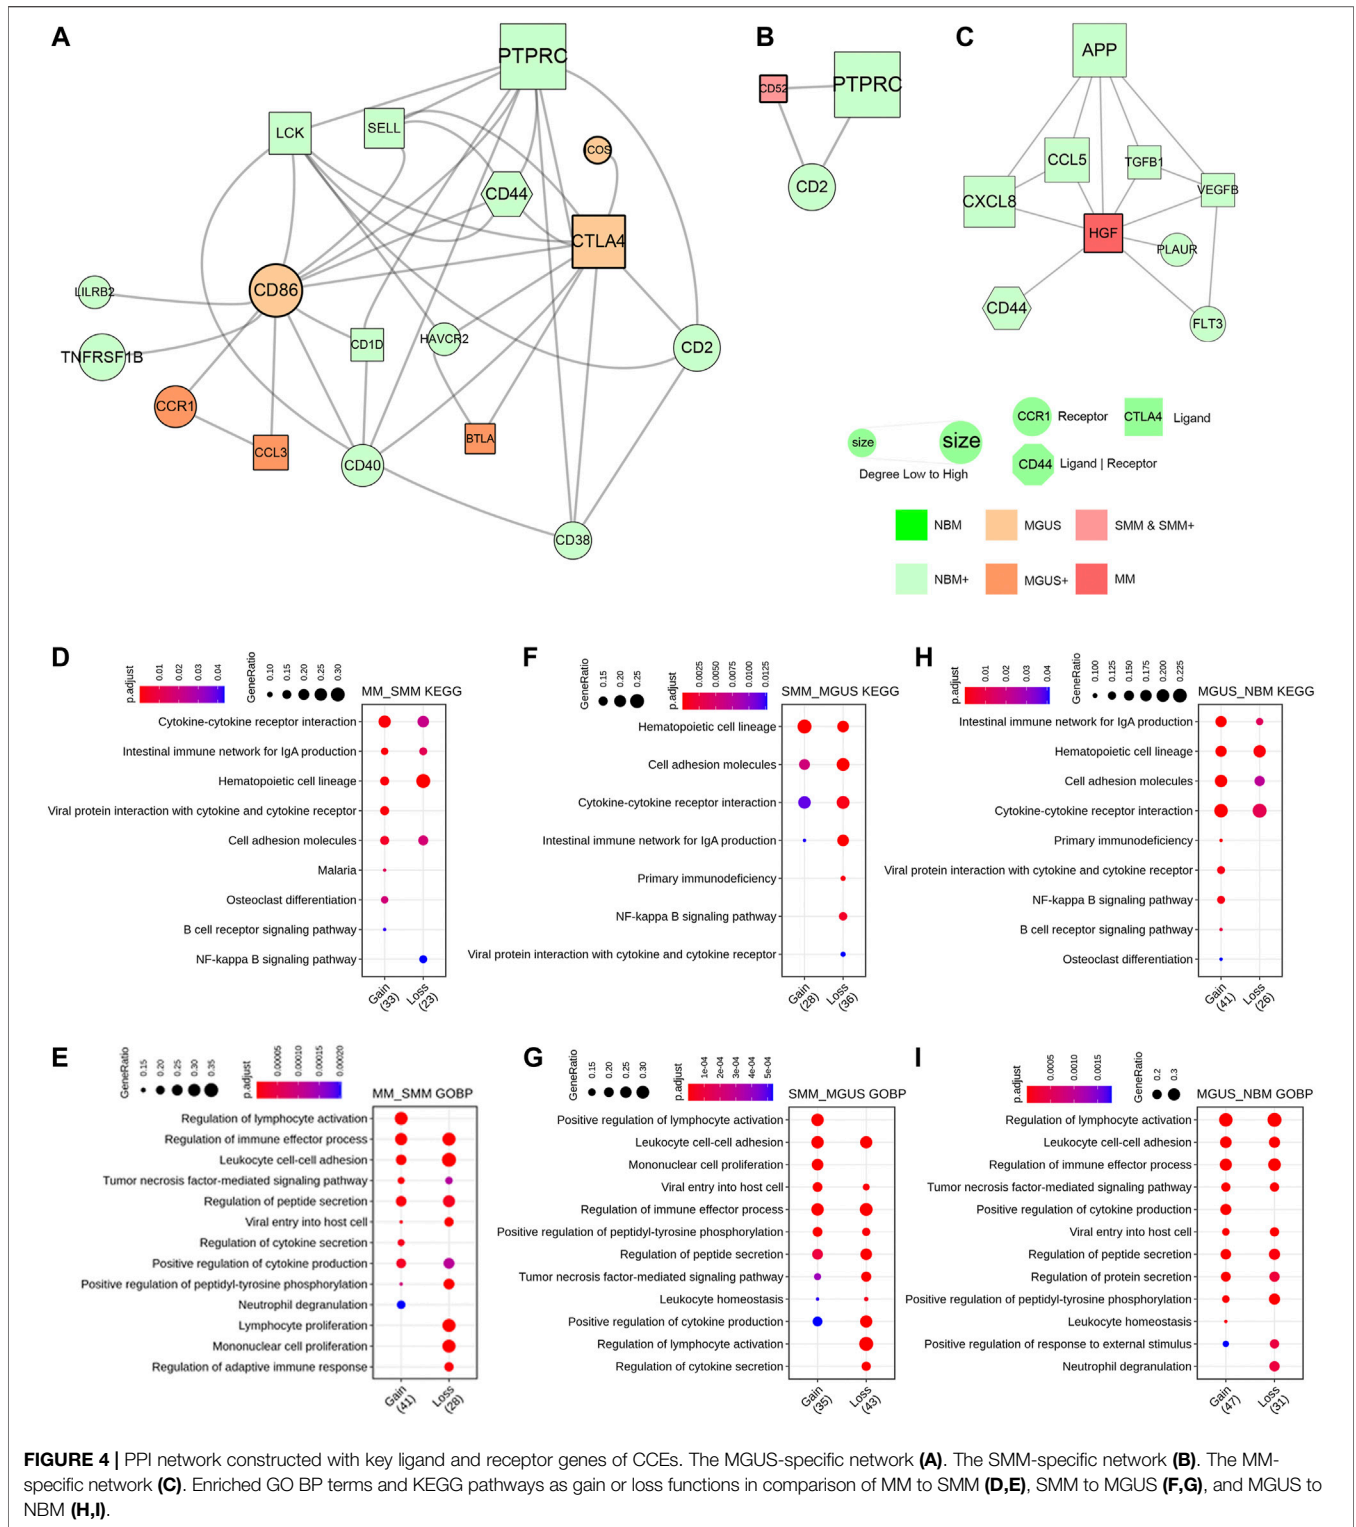 A
B
C
PTPRC
LCK
SELL
COS
CD44
CTLA4
CD86
LILRB2
TNFRSF1B
CD1D
HAVCR2
CD2
CCR1
CCL3
CD40
BTLA
CD38
CD52
PTPRC
CD2
APP
CCL5
TGFB1
CXCL8
VEGFB
HGF
PLAUR
CD44
FLT3
size
size
Degree Low to High
CCR1 Receptor
CTLA4 Ligand
CD44 Ligand | Receptor
NBM
MGUS
SMM & SMM+
NBM+
MGUS+
MM
D
p.adjust
0.01
0.02
0.03
0.04
GeneRatio
0.10
0.15
0.20
0.25
0.30
MM_SMM KEGG
Cytokine-cytokine receptor interaction
Intestinal immune network for IgA production
Hematopoietic cell lineage
Viral protein interaction with cytokine and cytokine receptor
Cell adhesion molecules
Malaria
Osteoclast differentiation
B cell receptor signaling pathway
NF-kappa B signaling pathway
Gain
(33)
Loss
(23)
F
GeneRatio
0.15
0.20
0.25
p.adjust
0.0025
0.0050
0.0075
0.0100
0.0125
SMM_MGUS KEGG
Hematopoietic cell lineage
Cell adhesion molecules
Cytokine-cytokine receptor interaction
Intestinal immune network for IgA production
Primary immunodeficiency
NF-kappa B signaling pathway
Viral protein interaction with cytokine and cytokine receptor
Gain
(28)
Loss
(36)
H
p.adjust
0.01
0.02
0.03
0.04
GeneRatio
0.100
0.125
0.150
0.175
0.200
0.225
MGUS_NBM KEGG
Intestinal immune network for IgA production
Hematopoietic cell lineage
Cell adhesion molecules
Cytokine-cytokine receptor interaction
Primary immunodeficiency
Viral protein interaction with cytokine and cytokine receptor
NF-kappa B signaling pathway
B cell receptor signaling pathway
Osteoclast differentiation
Gain
(41)
Loss
(26)
E
GeneRatio
0.15
0.20
0.25
0.30
0.35
p.adjust
0.00005
0.00010
0.00015
0.00020
MM_SMM GOBP
Regulation of lymphocyte activation
Regulation of immune effector process
Leukocyte cell-cell adhesion
Tumor necrosis factor-mediated signaling pathway
Regulation of peptide secretion
Viral entry into host cell
Regulation of cytokine secretion
Positive regulation of cytokine production
Positive regulation of peptidyl-tyrosine phosphorylation
Neutrophil degranulation
Lymphocyte proliferation
Mononuclear cell proliferation
Regulation of adaptive immune response
Gain
(41)
Loss
(28)
G
GeneRatio
0.15
0.20
0.25
0.30
p.adjust
1e-04
2e-04
3e-04
4e-04
5e-04
SMM_MGUS GOBP
Positive regulation of lymphocyte activation
Leukocyte cell-cell adhesion
Mononuclear cell proliferation
Viral entry into host cell
Regulation of immune effector process
Positive regulation of peptidyl-tyrosine phosphorylation
Regulation of peptide secretion
Tumor necrosis factor-mediated signaling pathway
Leukocyte homeostasis
Positive regulation of cytokine production
Regulation of lymphocyte activation
Regulation of cytokine secretion
Gain
(35)
Loss
(43)
I
p.adjust
0.0005
0.0010
0.0015
GeneRatio
0.2
0.3
MGUS_NBM GOBP
Regulation of lymphocyte activation
Leukocyte cell-cell adhesion
Regulation of immune effector process
Tumor necrosis factor-mediated signaling pathway
Positive regulation of cytokine production
Viral entry into host cell
Regulation of peptide secretion
Regulation of protein secretion
Positive regulation of peptidyl-tyrosine phosphorylation
Leukocyte homeostasis
Positive regulation of response to external stimulus
Neutrophil degranulation
Gain
(47)
Loss
(31)
FIGURE 4 | PPI network constructed with key ligand and receptor genes of CCEs. The MGUS-specific network (A). The SMM-specific network (B). The MM-
specific network (C). Enriched GO BP terms and KEGG pathways as gain or loss functions in comparison of MM to SMM (D,E), SMM to MGUS (F,G), and MGUS to
NBM (H,I).